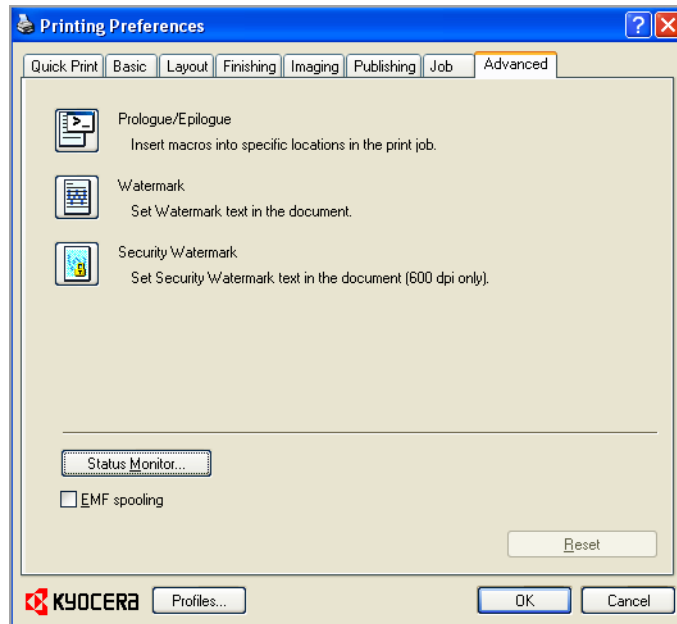 Printing Preferences
Quick Print Basic Layout Finishing Imaging Publishing Job Advanced
Prologue/Epilogue
Insert macros into specific locations in the print job.
Watermark
Set Watermark text in the document.
Security Watermark
Set Security Watermark text in the document (600 dpi only).
Status Monitor...
EMF spooling
Reset
KYOCERA Profiles... OK Cancel